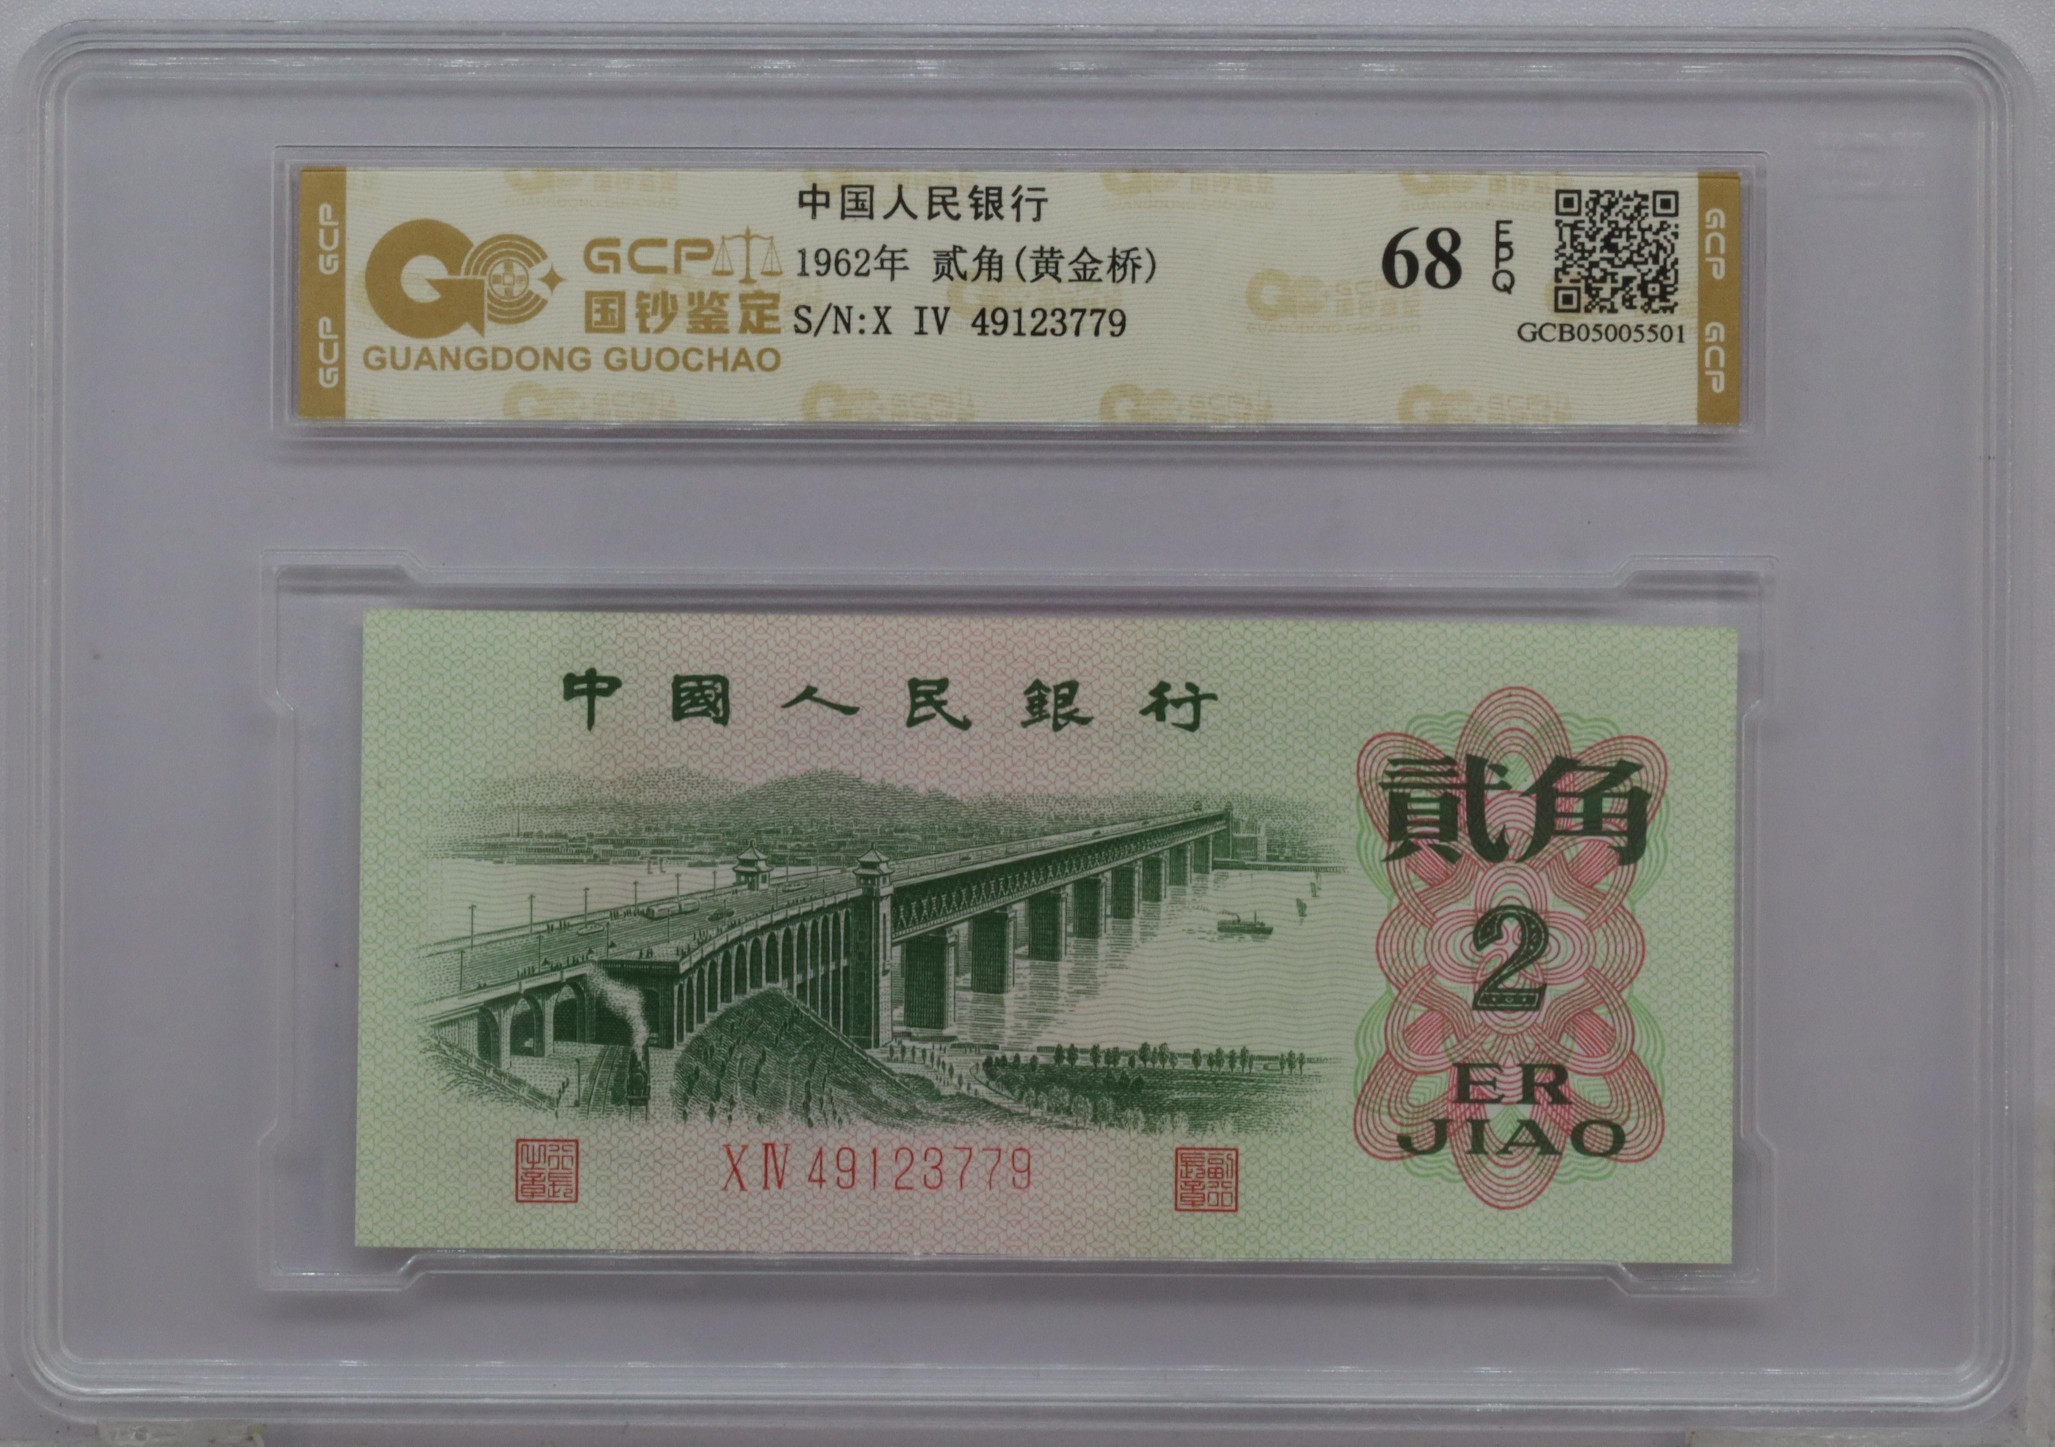 GCP GCP
GCP
国钞鉴定
GUANGDONG GUOCHAO
中国人民银行
1962年 贰角(黄金桥)
S/N:X IV 49123779
68 EPQ
GCB05005501
GCP GCP
中國人民銀行
貳角
2
ER
JIAO
X IV 49123779